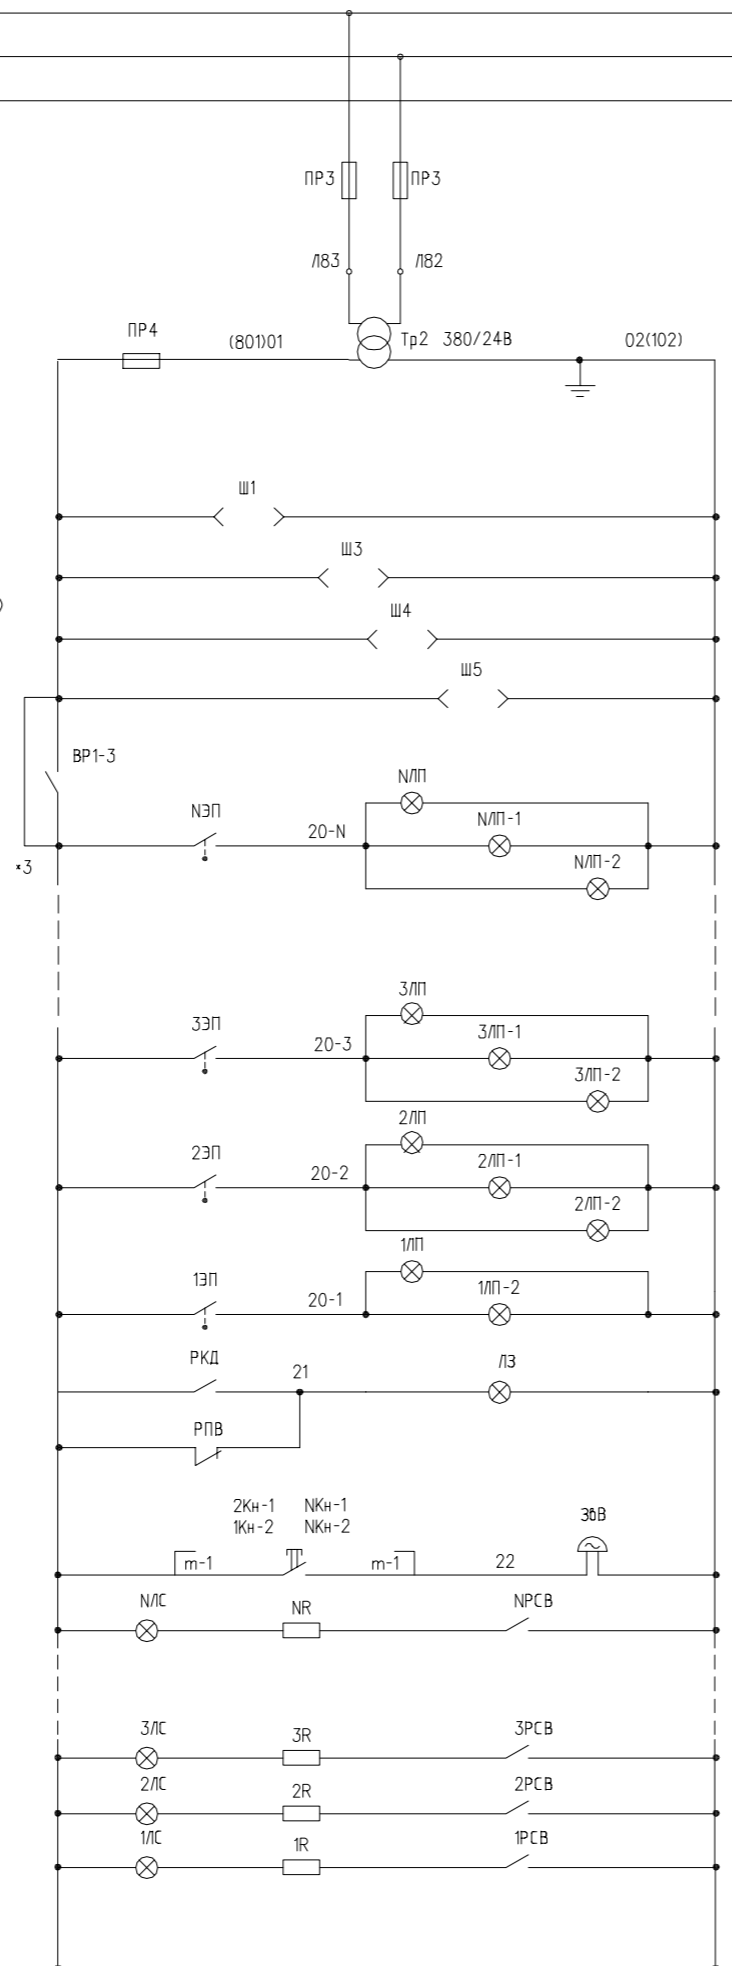 ПР3 ПР3
Л83 Л82
ПР4 (801)01 Тр2 380/24В 02(102)
Ш1
Ш3
)
Ш4
Ш5
ВР1-3
NЛП
NЭП 20-N NЛП-1
NЛП-2
*3
3ЛП
3ЭП 20-3 3ЛП-1
3ЛП-2
2ЛП
2ЭП 20-2 2ЛП-1
2ЛП-2
1ЛП
1ЭП 20-1 1ЛП-2
РКД 21 ЛЗ
РПВ
2Кн-1 NКн-1
1Кн-2 NКн-2
ЗвВ
m-1 m-1 22
NЛС NR NРСВ
3ЛС 3R 3РСВ
2ЛС 2R 2РСВ
1ЛС 1R 1РСВ